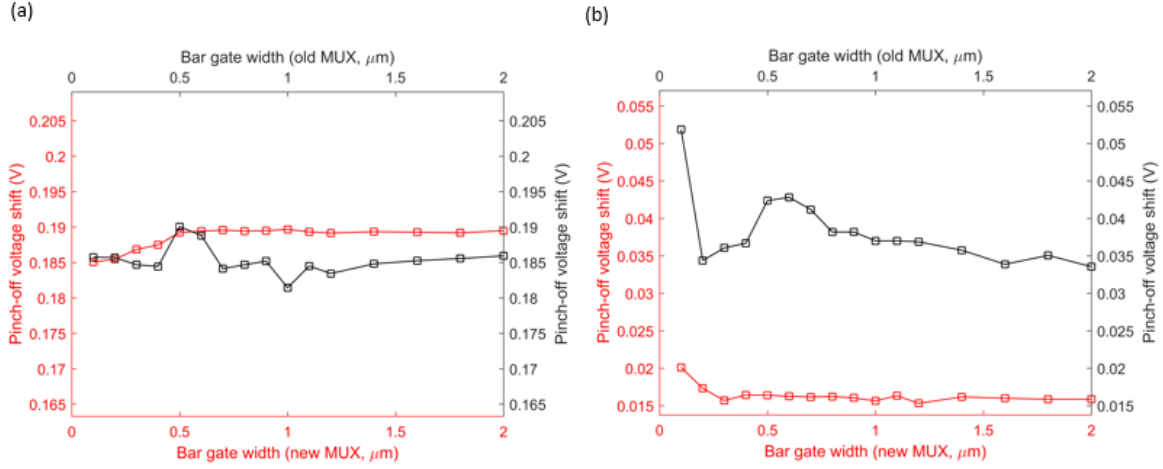 (a)
Bar gate width (old MUX, μm)
0 0.5 1 1.5 2
0.205 0.205
0.2 0.2
0.195 0.195
0.19 0.19
0.185 0.185
0.18 0.18
0.175 0.175
0.17 0.17
0.165 0.165
Pinch-off voltage shift (V)
Pinch-off voltage shift (V)
0 0.5 1 1.5 2
Bar gate width (new MUX, μm)
(b)
Bar gate width (old MUX, μm)
0 0.5 1 1.5 2
0.055 0.055
0.05 0.05
0.045 0.045
0.04 0.04
0.035 0.035
0.03 0.03
0.025 0.025
0.02 0.02
0.015 0.015
Pinch-off voltage shift (V)
Pinch-off voltage shift (V)
0 0.5 1 1.5 2
Bar gate width (new MUX, μm)